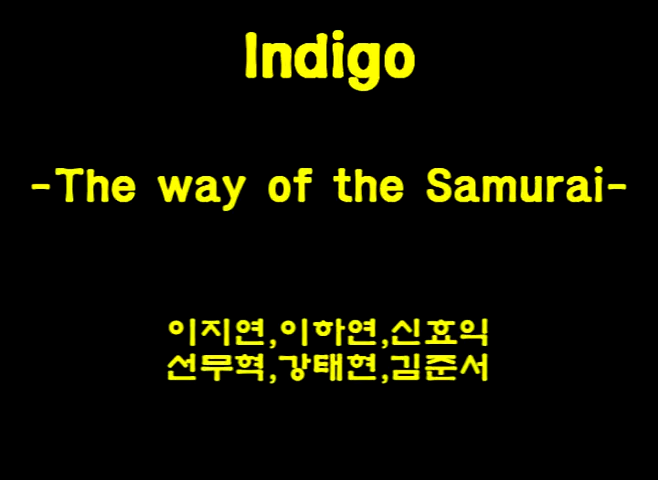 Indigo
-The way of the Samurai-
이지연,이하연,신효익
선무혁,강태현,김준서